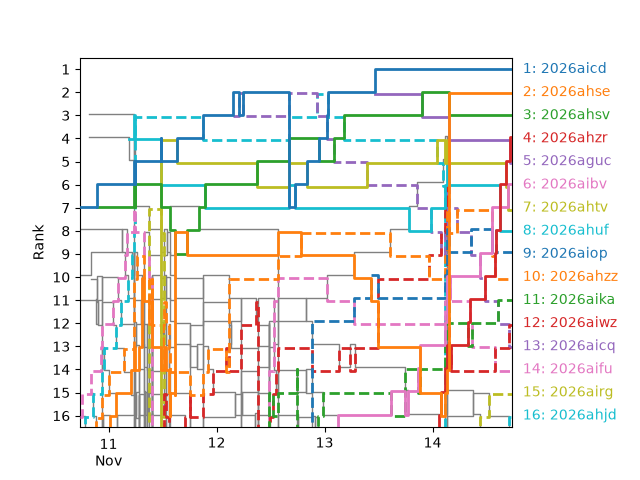 1: 2026aicd
2: 2026ahse
3: 2026ahsv
4: 2026ahzr
5: 2026aguc
6: 2026aibv
7: 2026ahtv
8: 2026ahuf
9: 2026aiop
10: 2026ahzz
11: 2026aika
12: 2026aiwz
13: 2026aicq
14: 2026aifu
15: 2026airg
16: 2026ahjd
Rank
1
2
3
4
5
6
7
8
9
10
11
12
13
14
15
16
11 12 13 14
Nov